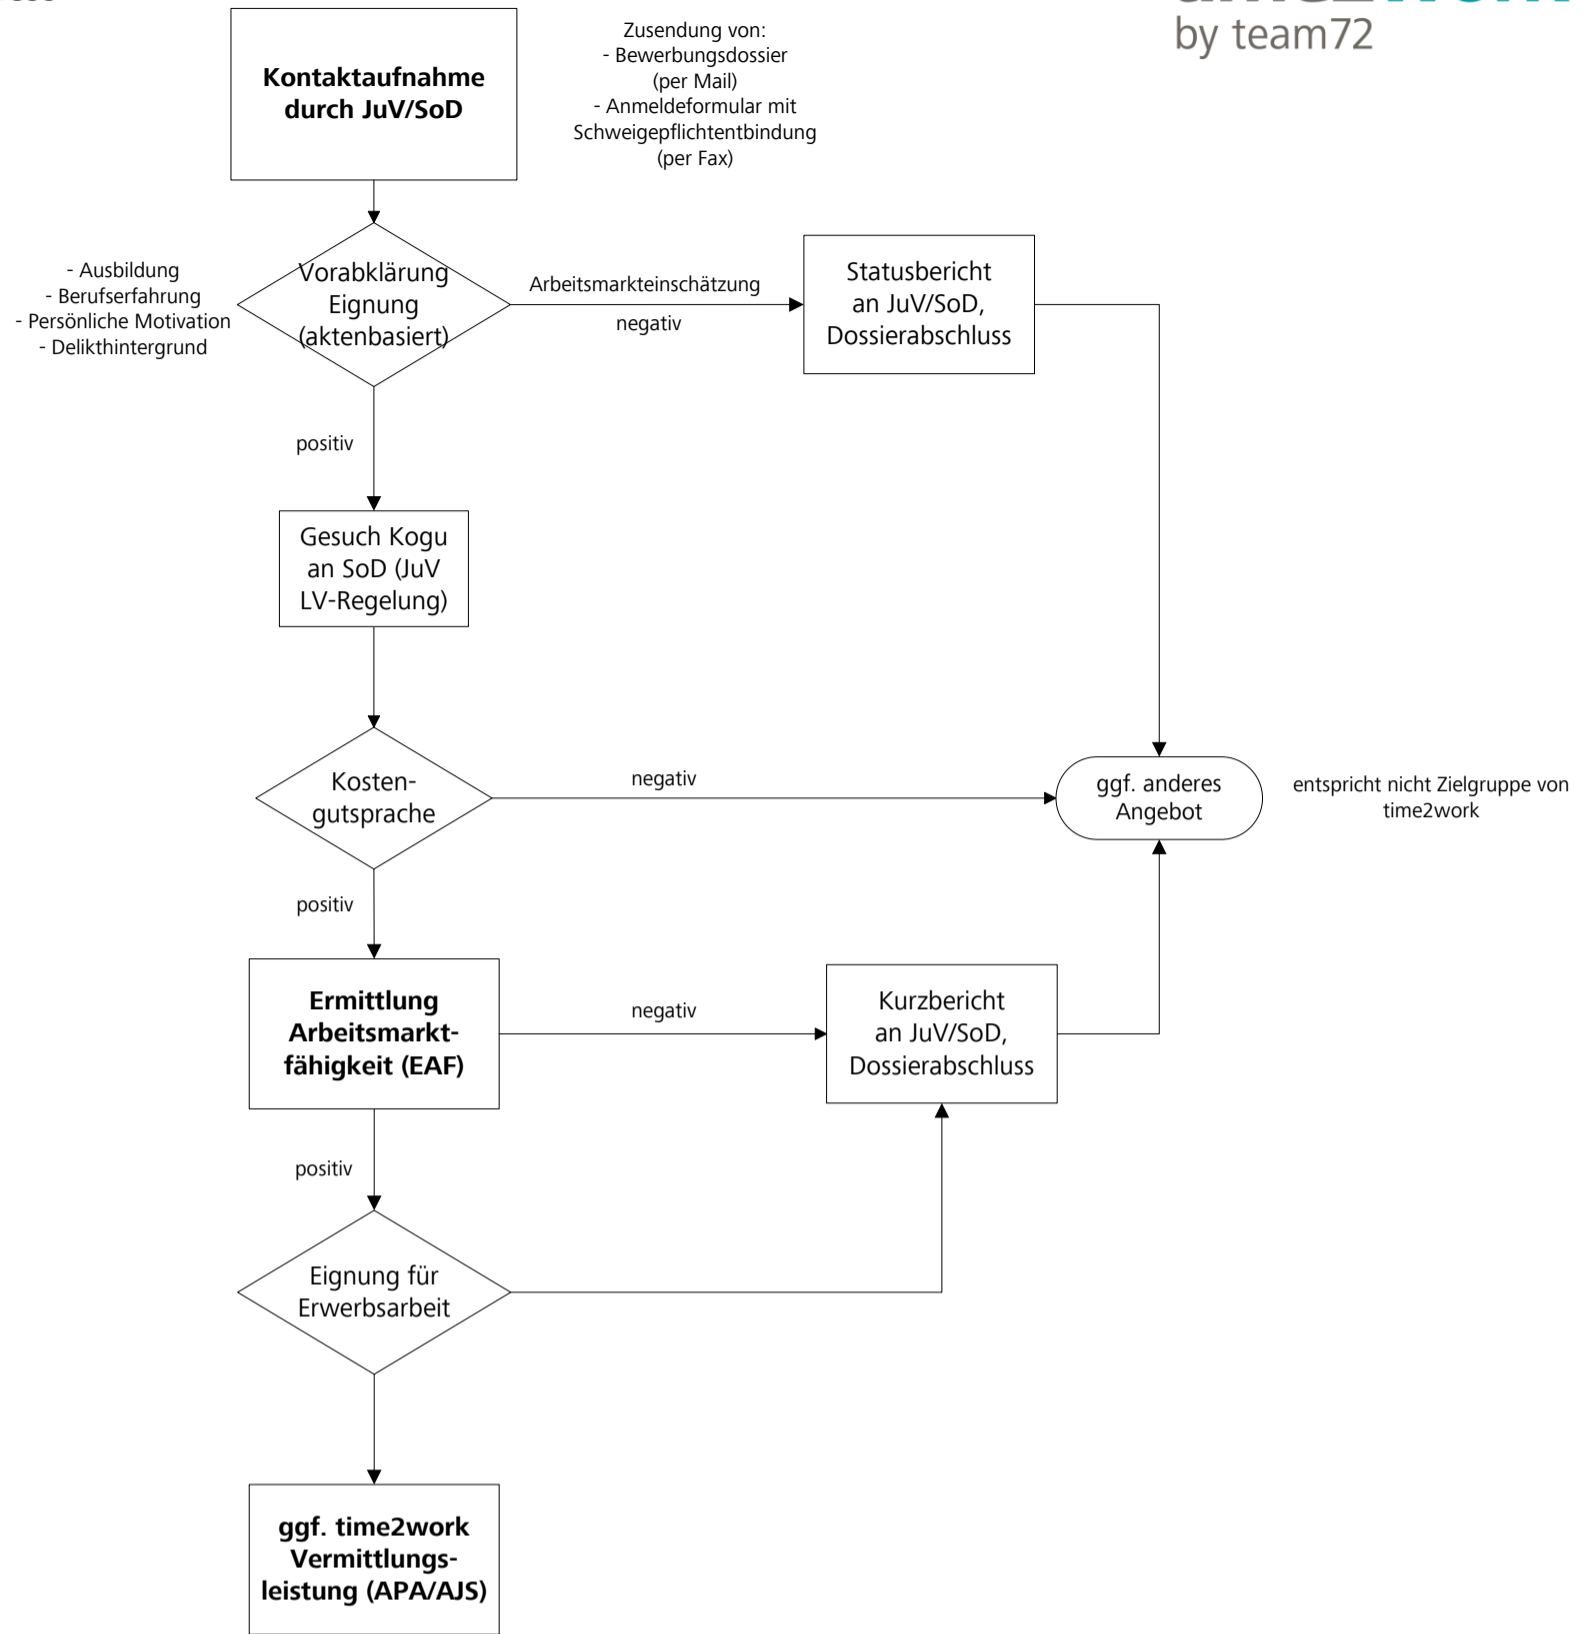 by team72
Kontaktaufnahme
durch JuV/SoD
Zusendung von:
- Bewerbungsdossier
(per Mail)
- Anmeldeformular mit
Schweigepflichtentbindung
(per Fax)
- Ausbildung
- Berufserfahrung
- Persönliche Motivation
- Delikthintergrund
Vorabklärung
Eignung
(aktenbasiert)
Arbeitsmarkteinschätzung
negativ
Statusbericht
an JuV/SoD,
Dossierabschluss
positiv
Gesuch Kogu
an SoD (JuV
LV-Regelung)
Kosten-
gutsprache
negativ
ggf. anderes
Angebot
entspricht nicht Zielgruppe von
time2work
positiv
Ermittlung
Arbeitsmarkt-
fähigkeit (EAF)
negativ
Kurzbericht
an JuV/SoD,
Dossierabschluss
positiv
Eignung für
Erwerbsarbeit
ggf. time2work
Vermittlungs-
leistung (APA/AJS)